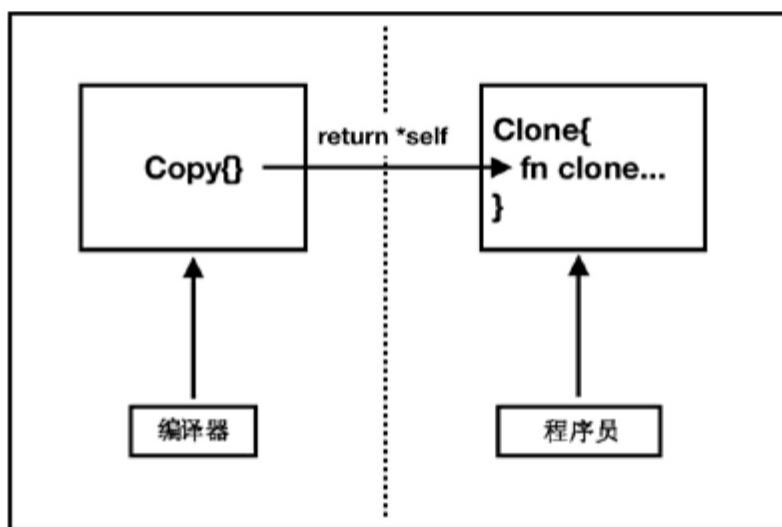 Copy{}
return *self
Clone{
fn clone...
}
编译器
程序员